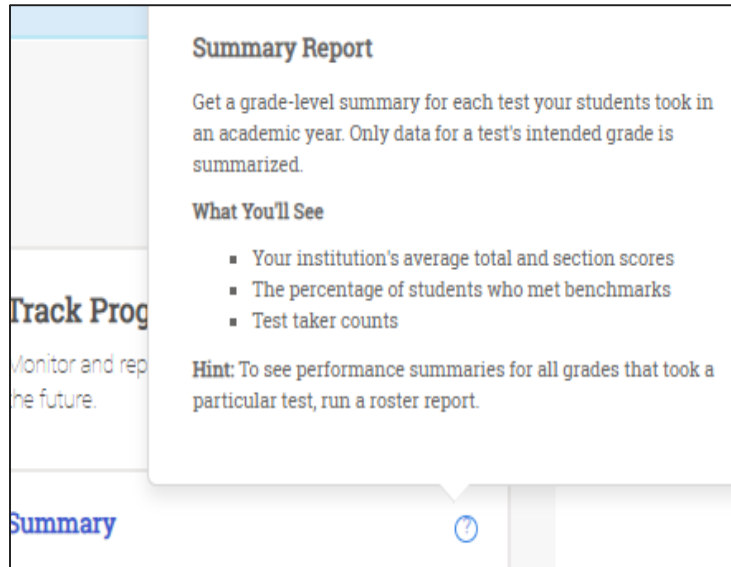 Summary Report
Get a grade-level summary for each test your students took in
an academic year. Only data for a test's intended grade is
summarized.
What You'll See
Your institution's average total and section scores
The percentage of students who met benchmarks
Test taker counts
Hint: To see performance summaries for all grades that took a
particular test, run a roster report.
Track
Monitor and
the future.
Summary
?